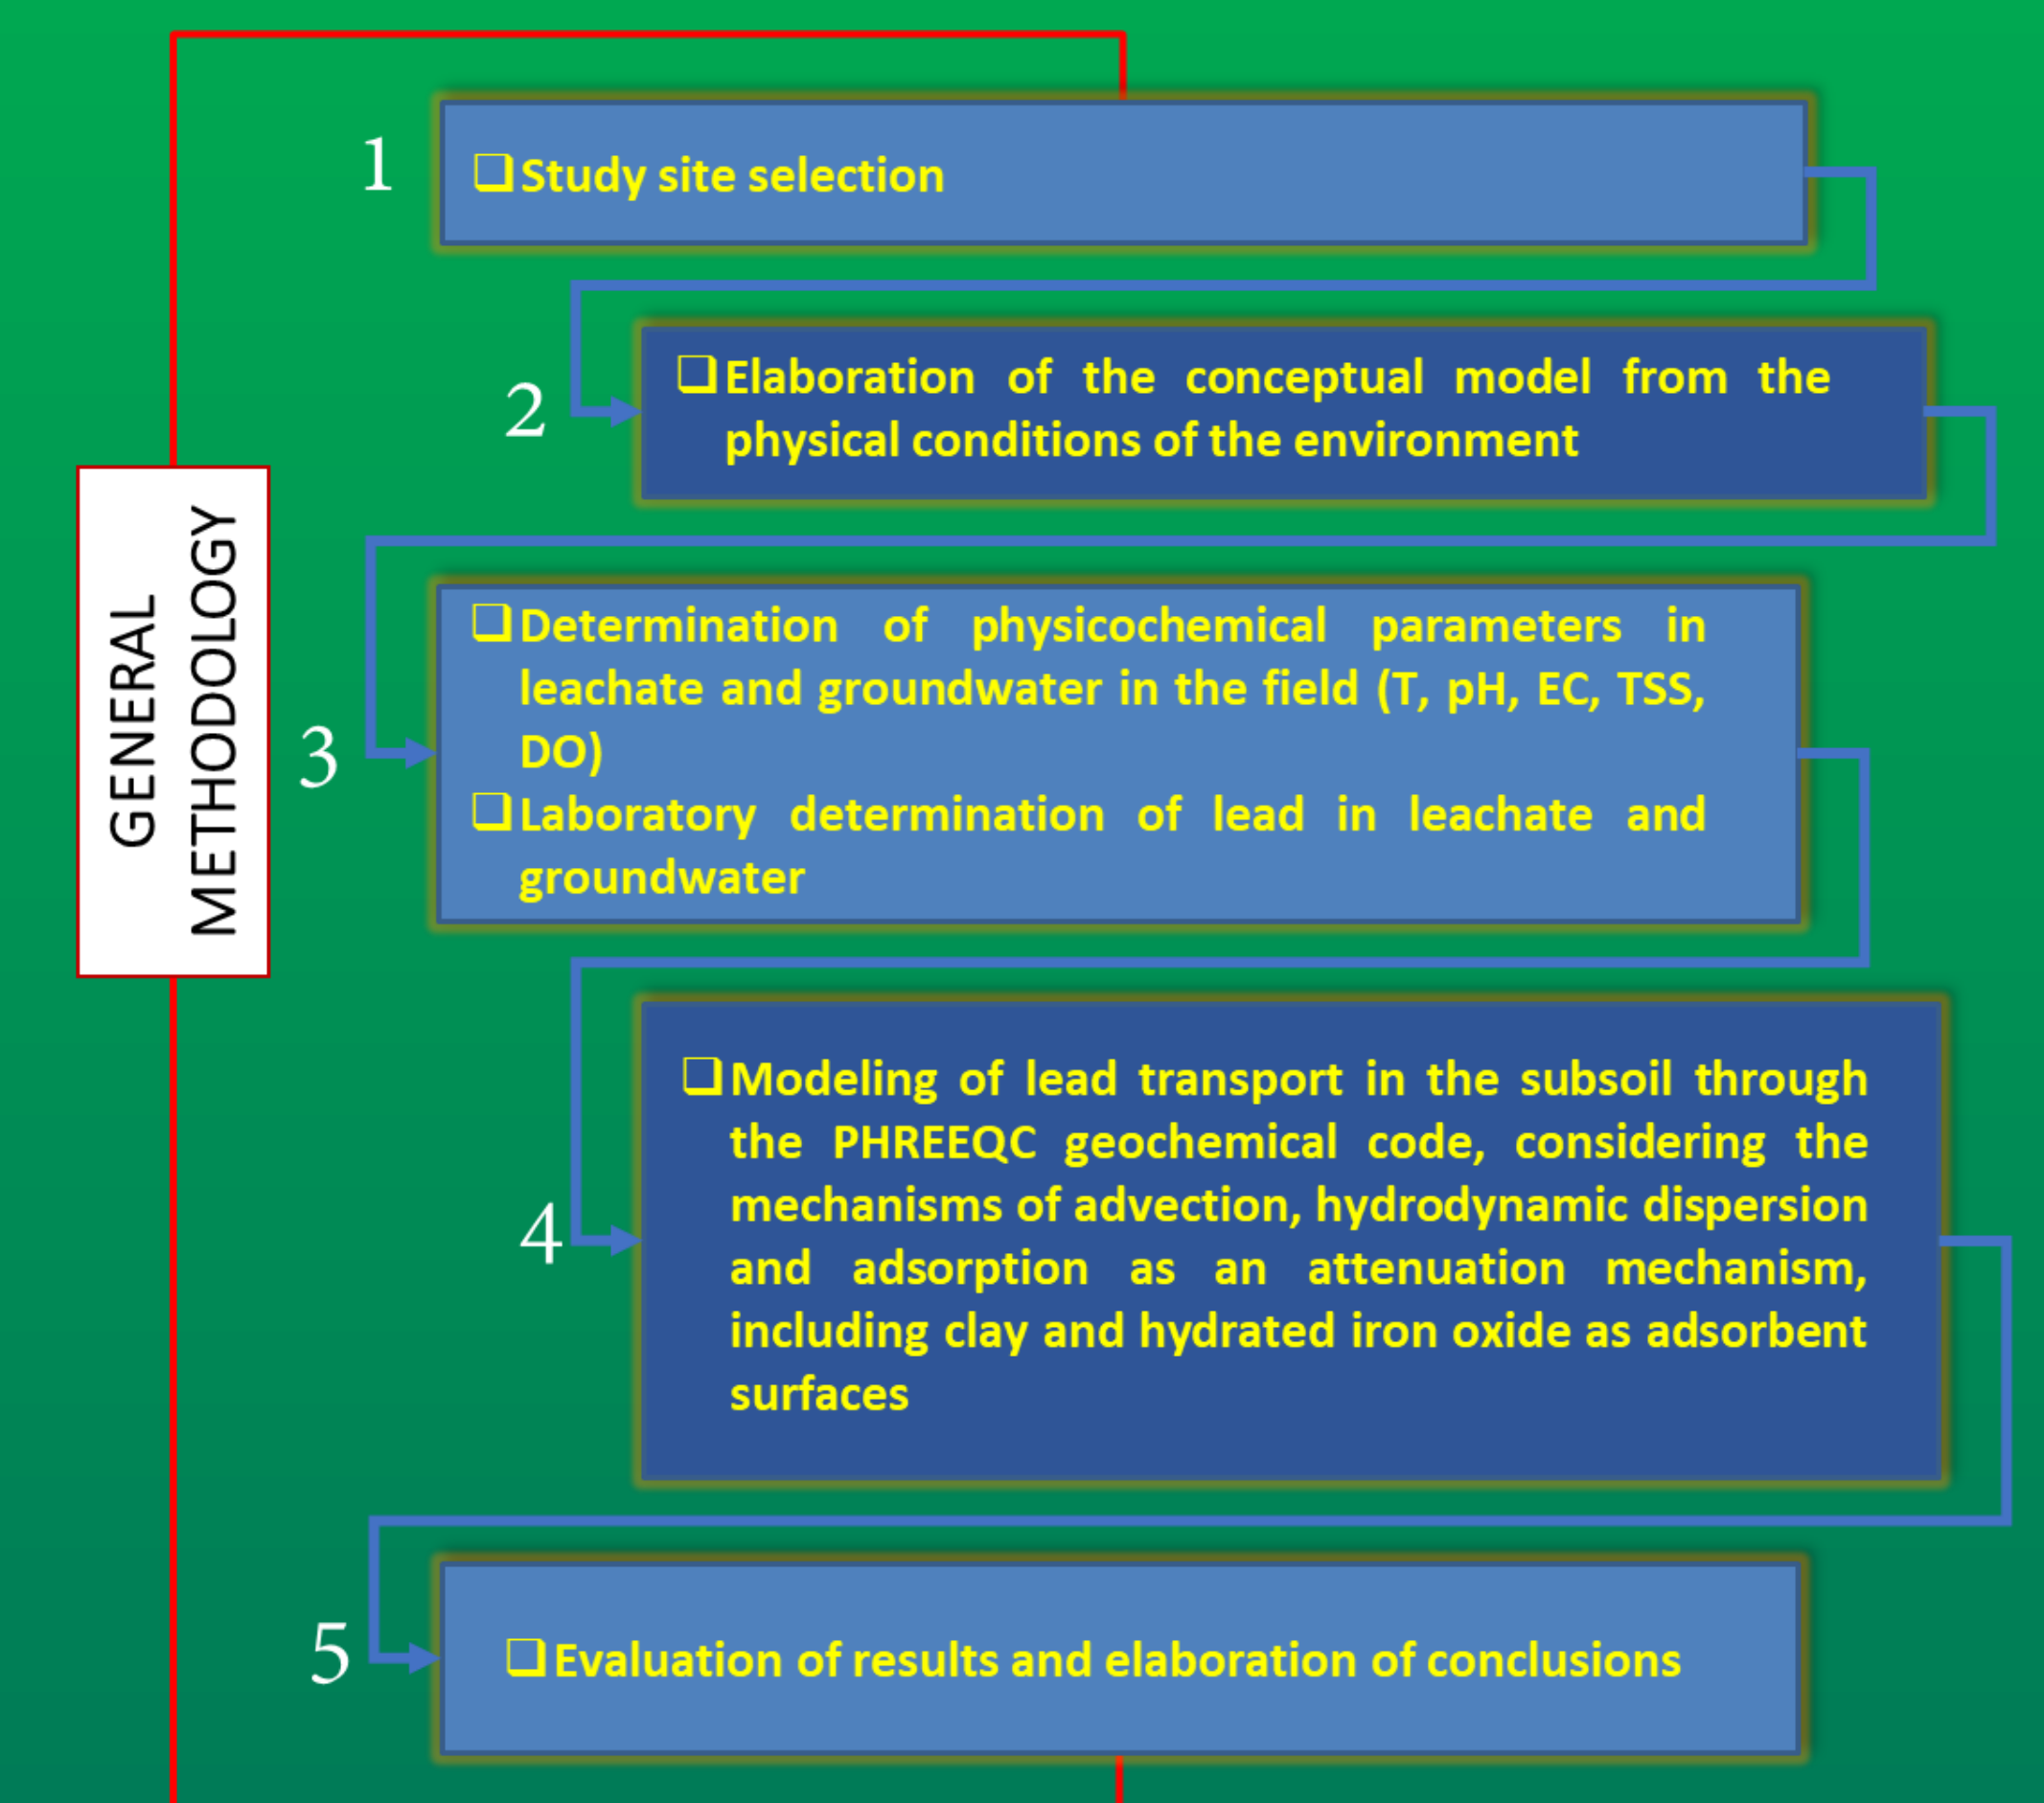 GENERAL
METHODOLOGY
1
❑Study site selection
2
❑Elaboration of the conceptual model from the
physical conditions of the environment
3
❑Determination of physicochemical parameters in
leachate and groundwater in the field (T, pH, EC, TSS,
DO)
❑Laboratory determination of lead in leachate and
groundwater
4
❑Modeling of lead transport in the subsoil through
the PHREEQC geochemical code, considering the
mechanisms of advection, hydrodynamic dispersion
and adsorption as an attenuation mechanism,
including clay and hydrated iron oxide as adsorbent
surfaces
5
❑Evaluation of results and elaboration of conclusions